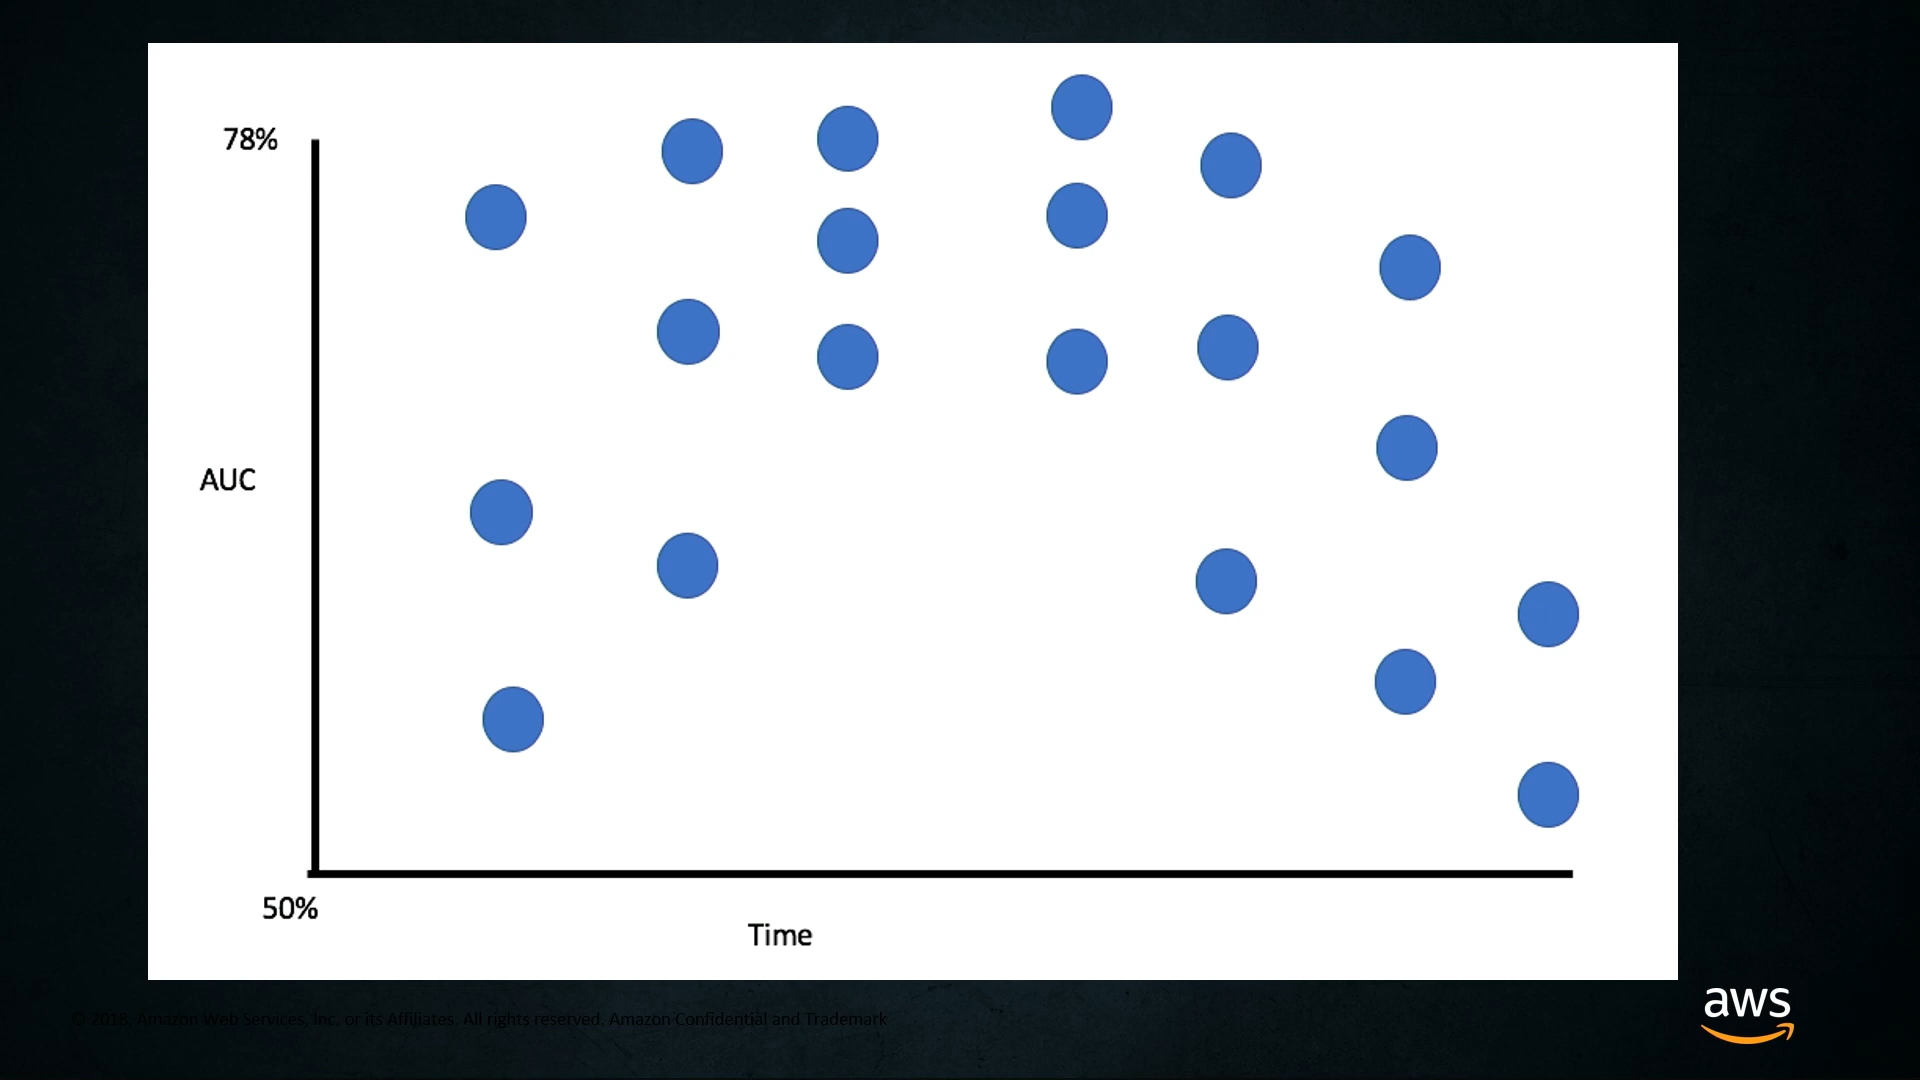 78%
AUC
50%
Time
© 2018, Amazon Web Services, Inc. or its Affiliates. All rights reserved. Amazon Confidential and Trademark
aws